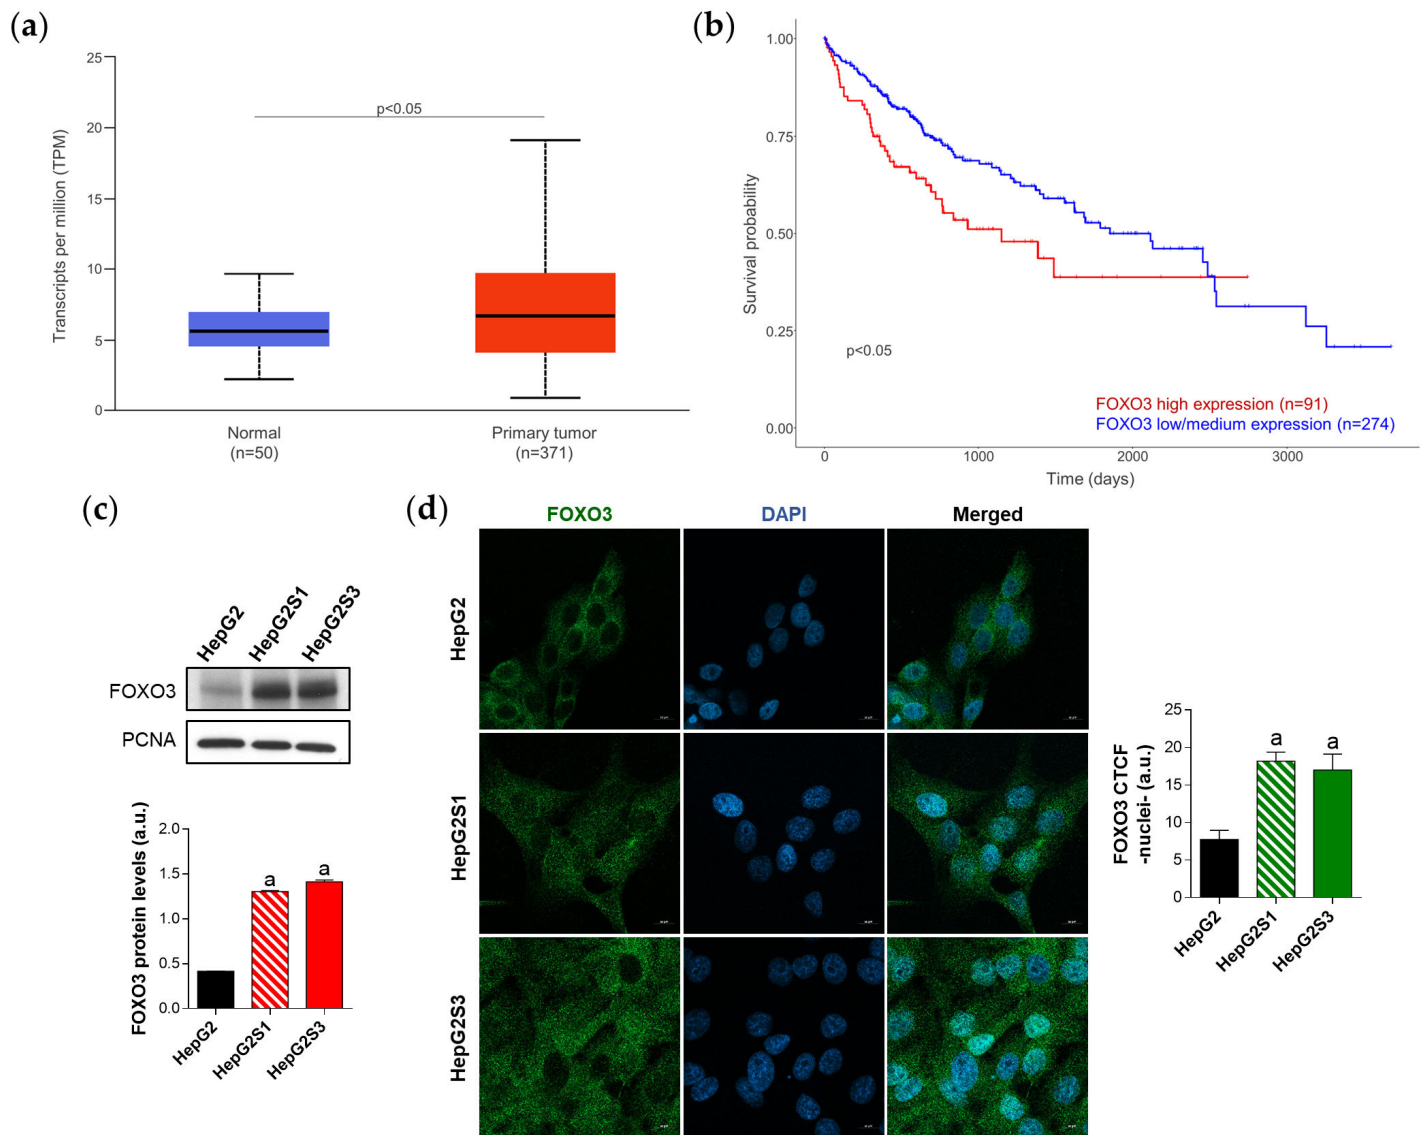 (a)
25
20
15
10
5
0
Transcripts per million (TPM)
p<0.05
Normal
(n=50)
Primary tumor
(n=371)
(b)
1.00
0.75
0.50
0.25
0.00
Survival probability
p<0.05
FOXO3 high expression (n=91)
FOXO3 low/medium expression (n=274)
0
1000
2000
3000
Time (days)
(c)
HepG2
HepG2S1
HepG2S3
FOXO3
PCNA
FOXO3 protein levels (a.u.)
2.0
1.5
1.0
0.5
0.0
a
a
HepG2
HepG2S1
HepG2S3
(d)
FOXO3
DAPI
Merged
HepG2
HepG2S1
HepG2S3
FOXO3 CTCF
-nuclei- (a.u.)
25
20
15
10
5
0
a
a
HepG2
HepG2S1
HepG2S3